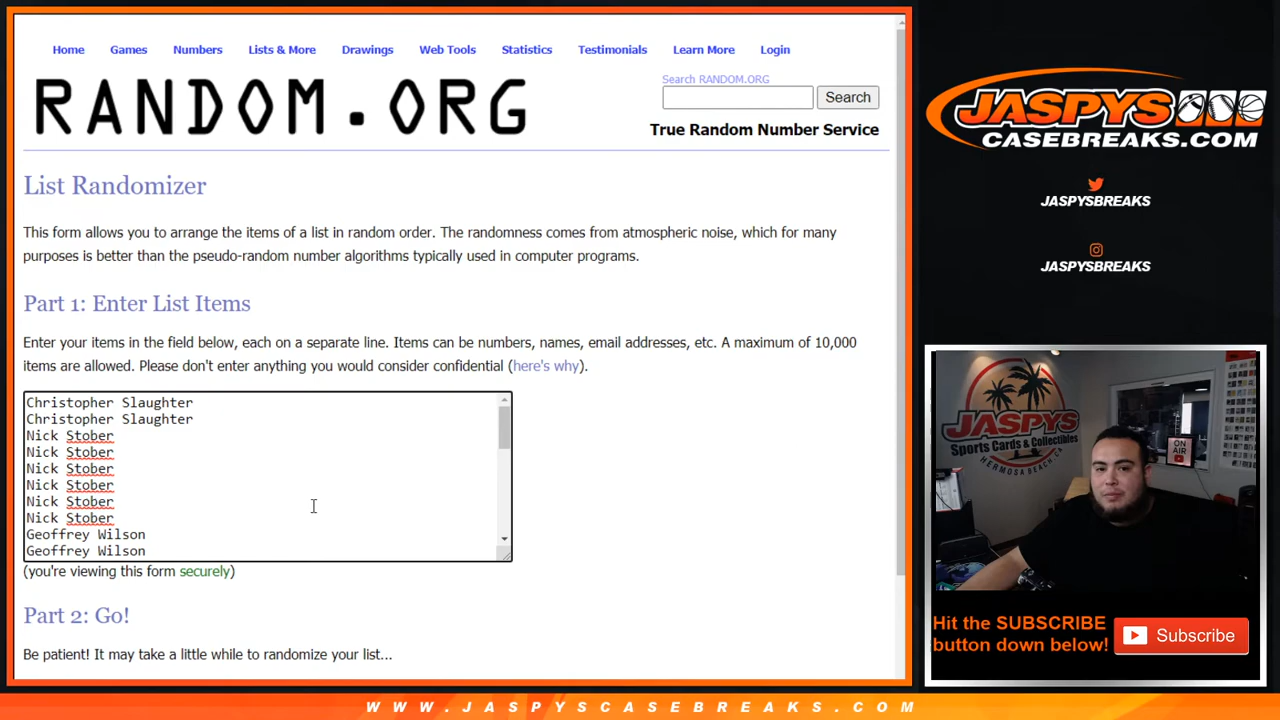 Home Games Numbers Lists & More Drawings Web Tools Statistics Testimonials Learn More Login
RANDOM.ORG
Search RANDOM.ORG
Search
True Random Number Service
List Randomizer
This form allows you to arrange the items of a list in random order. The randomness comes from atmospheric noise, which for many
purposes is better than the pseudo-random number algorithms typically used in computer programs.
Part 1: Enter List Items
Enter your items in the field below, each on a separate line. Items can be numbers, names, email addresses, etc. A maximum of 10,000
items are allowed. Please don't enter anything you would consider confidential (here's why).
Christopher Slaughter
Christopher Slaughter
Nick Stober
Nick Stober
Nick Stober
Nick Stober
Nick Stober
Nick Stober
Geoffrey Wilson
Geoffrey Wilson
(you're viewing this form securely)
Part 2: Go!
Be patient! It may take a little while to randomize your list...
JASPYS
CASEBREAKS.COM
JASPYSBREAKS
JASPYSBREAKS
JASPYS
Sports Cards & Collectibles
HERMOSA BEACH, CA
ON
AIR
Hit the SUBSCRIBE
button down below!
Subscribe
WWW.JASPYSCASEBREAKS.COM